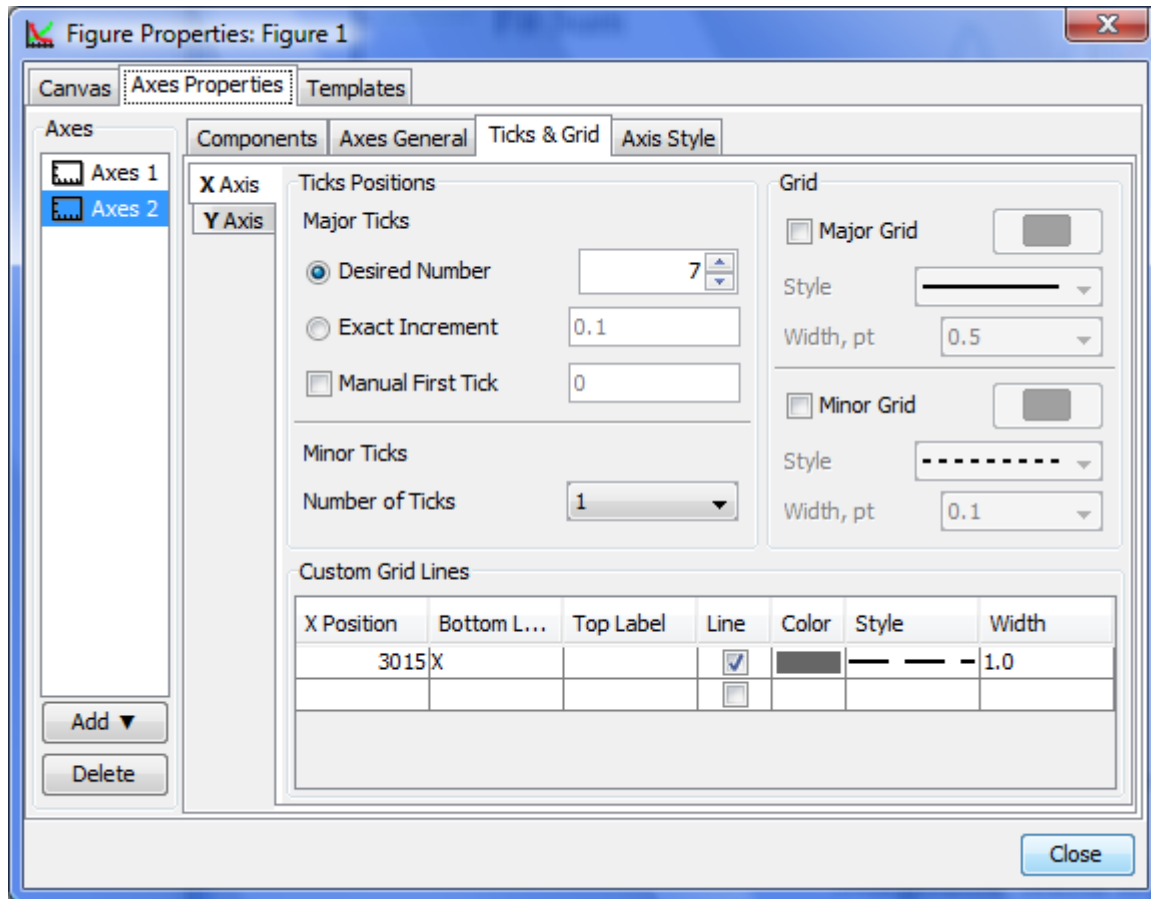 Figure Properties: Figure 1
Canvas Axes Properties Templates
Axes
Axes 1
Axes 2
Add ▼
Delete
Components Axes General Ticks & Grid Axis Style
X Axis
Y Axis
Ticks Positions
Major Ticks
Desired Number 7
Exact Increment 0.1
Manual First Tick 0
Minor Ticks
Number of Ticks 1
Grid
Major Grid
Style
Width, pt 0.5
Minor Grid
Style
Width, pt 0.1
Custom Grid Lines
X Position Bottom L... Top Label Line Color Style Width
3015 X 1.0
Close